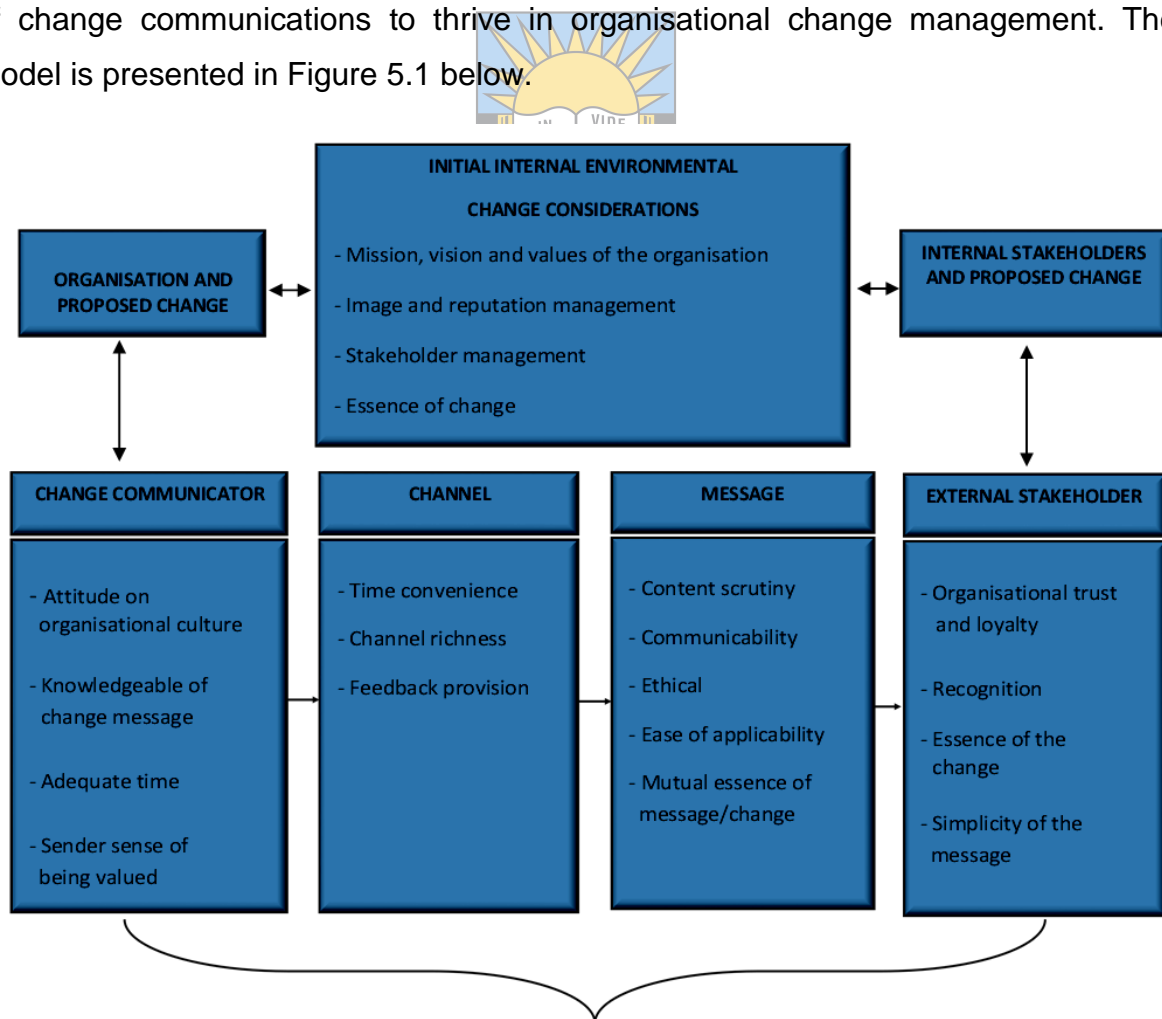 change communications to thrive in organisational change management. The
odel is presented in Figure 5.1 below.
IN VIDE
INITIAL INTERNAL ENVIRONMENTAL
CHANGE CONSIDERATIONS
- Mission, vision and values of the organisation
- Image and reputation management
- Stakeholder management
- Essence of change
ORGANISATION AND
PROPOSED CHANGE
INTERNAL STAKEHOLDERS
AND PROPOSED CHANGE
CHANGE COMMUNICATOR
- Attitude on
organisational culture
- Knowledgeable of
change message
- Adequate time
- Sender sense of
being valued
CHANNEL
- Time convenience
- Channel richness
- Feedback provision
MESSAGE
- Content scrutiny
- Communicability
- Ethical
- Ease of applicability
- Mutual essence of
message/change
EXTERNAL STAKEHOLDER
- Organisational trust
and loyalty
- Recognition
- Essence of the
change
- Simplicity of the
message